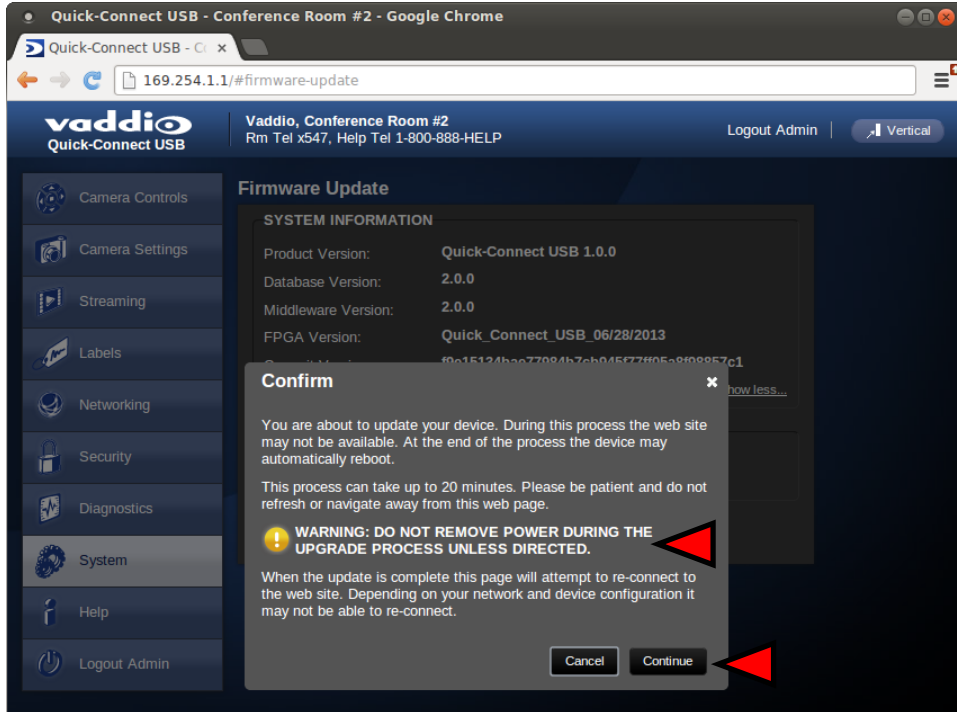 Quick-Connect USB - Conference Room #2 - Google Chrome
Quick-Connect USB - Co
169.254.1.1/#firmware-update
vaddio
Quick-Connect USB
Vaddio, Conference Room #2
Rm Tel x547, Help Tel 1-800-888-HELP
Logout Admin
Vertical
Camera Controls
Camera Settings
Streaming
Labels
Networking
Security
Diagnostics
System
Help
Logout Admin
Firmware Update
SYSTEM INFORMATION
Product Version: Quick-Connect USB 1.0.0
Database Version: 2.0.0
Middleware Version: 2.0.0
FPGA Version: Quick_Connect_USB_06/28/2013
how less...
Confirm
You are about to update your device. During this process the web site
may not be available. At the end of the process the device may
automatically reboot.
This process can take up to 20 minutes. Please be patient and do not
refresh or navigate away from this web page.
WARNING: DO NOT REMOVE POWER DURING THE
UPGRADE PROCESS UNLESS DIRECTED.
When the update is complete this page will attempt to re-connect to
the web site. Depending on your network and device configuration it
may not be able to re-connect.
Cancel
Continue